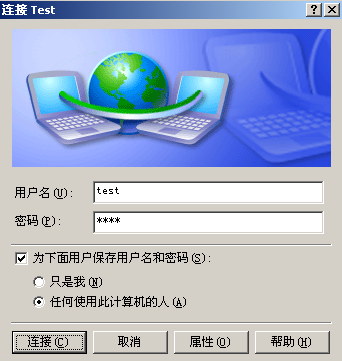 连接 Test
用户名(U): test
密码(P): ****
为下面用户保存用户名和密码(S):
只是我(N)
任何使用此计算机的人(A)
连接(C) 取消 属性(O) 帮助(H)